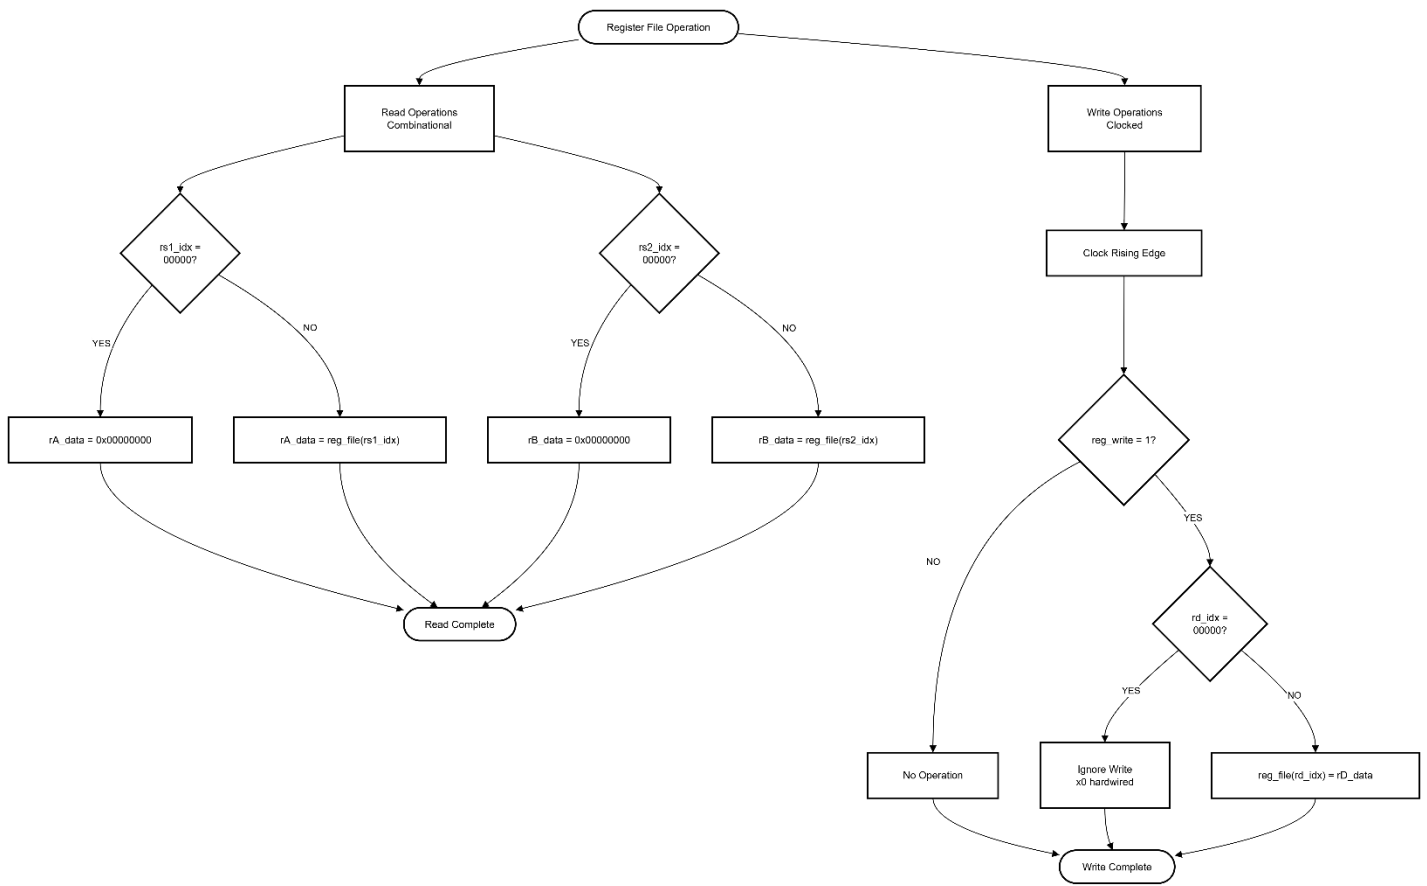 Register File Operation
Read Operations
Combinational
Write Operations
Clocked
rs1_idx =
00000?
rs2_idx =
00000?
Clock Rising Edge
YES
NO
YES
NO
rA_data = 0x00000000
rA_data = reg_file(rs1_idx)
rB_data = 0x00000000
rB_data = reg_file(rs2_idx)
reg_write = 1?
YES
NO
Read Complete
rd_idx =
00000?
YES
NO
No Operation
Ignore Write
x0 hardwired
reg_file(rd_idx) = rD_data
Write Complete